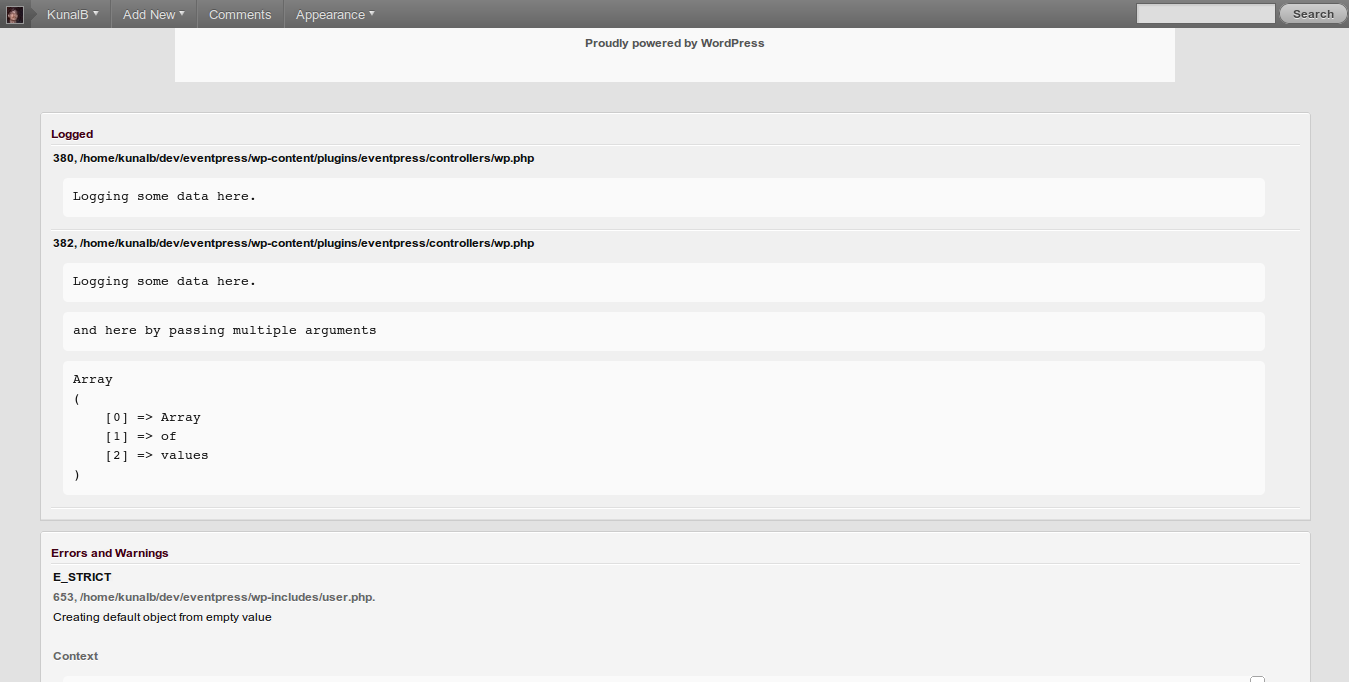 KunalB Add New Comments Appearance Search
Proudly powered by WordPress
Logged
380, /home/kunalb/dev/eventpress/wp-content/plugins/eventpress/controllers/wp.php
Logging some data here.
382, /home/kunalb/dev/eventpress/wp-content/plugins/eventpress/controllers/wp.php
Logging some data here.
and here by passing multiple arguments
Array
(
    [0] => Array
    [1] => of
    [2] => values
)
Errors and Warnings
E_STRICT
653, /home/kunalb/dev/eventpress/wp-includes/user.php.
Creating default object from empty value
Context